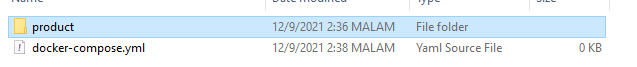 Name Date modified Type Size
product 12/9/2021 2:36 MALAM File folder
docker-compose.yml 12/9/2021 2:38 MALAM Yaml Source File 0 KB